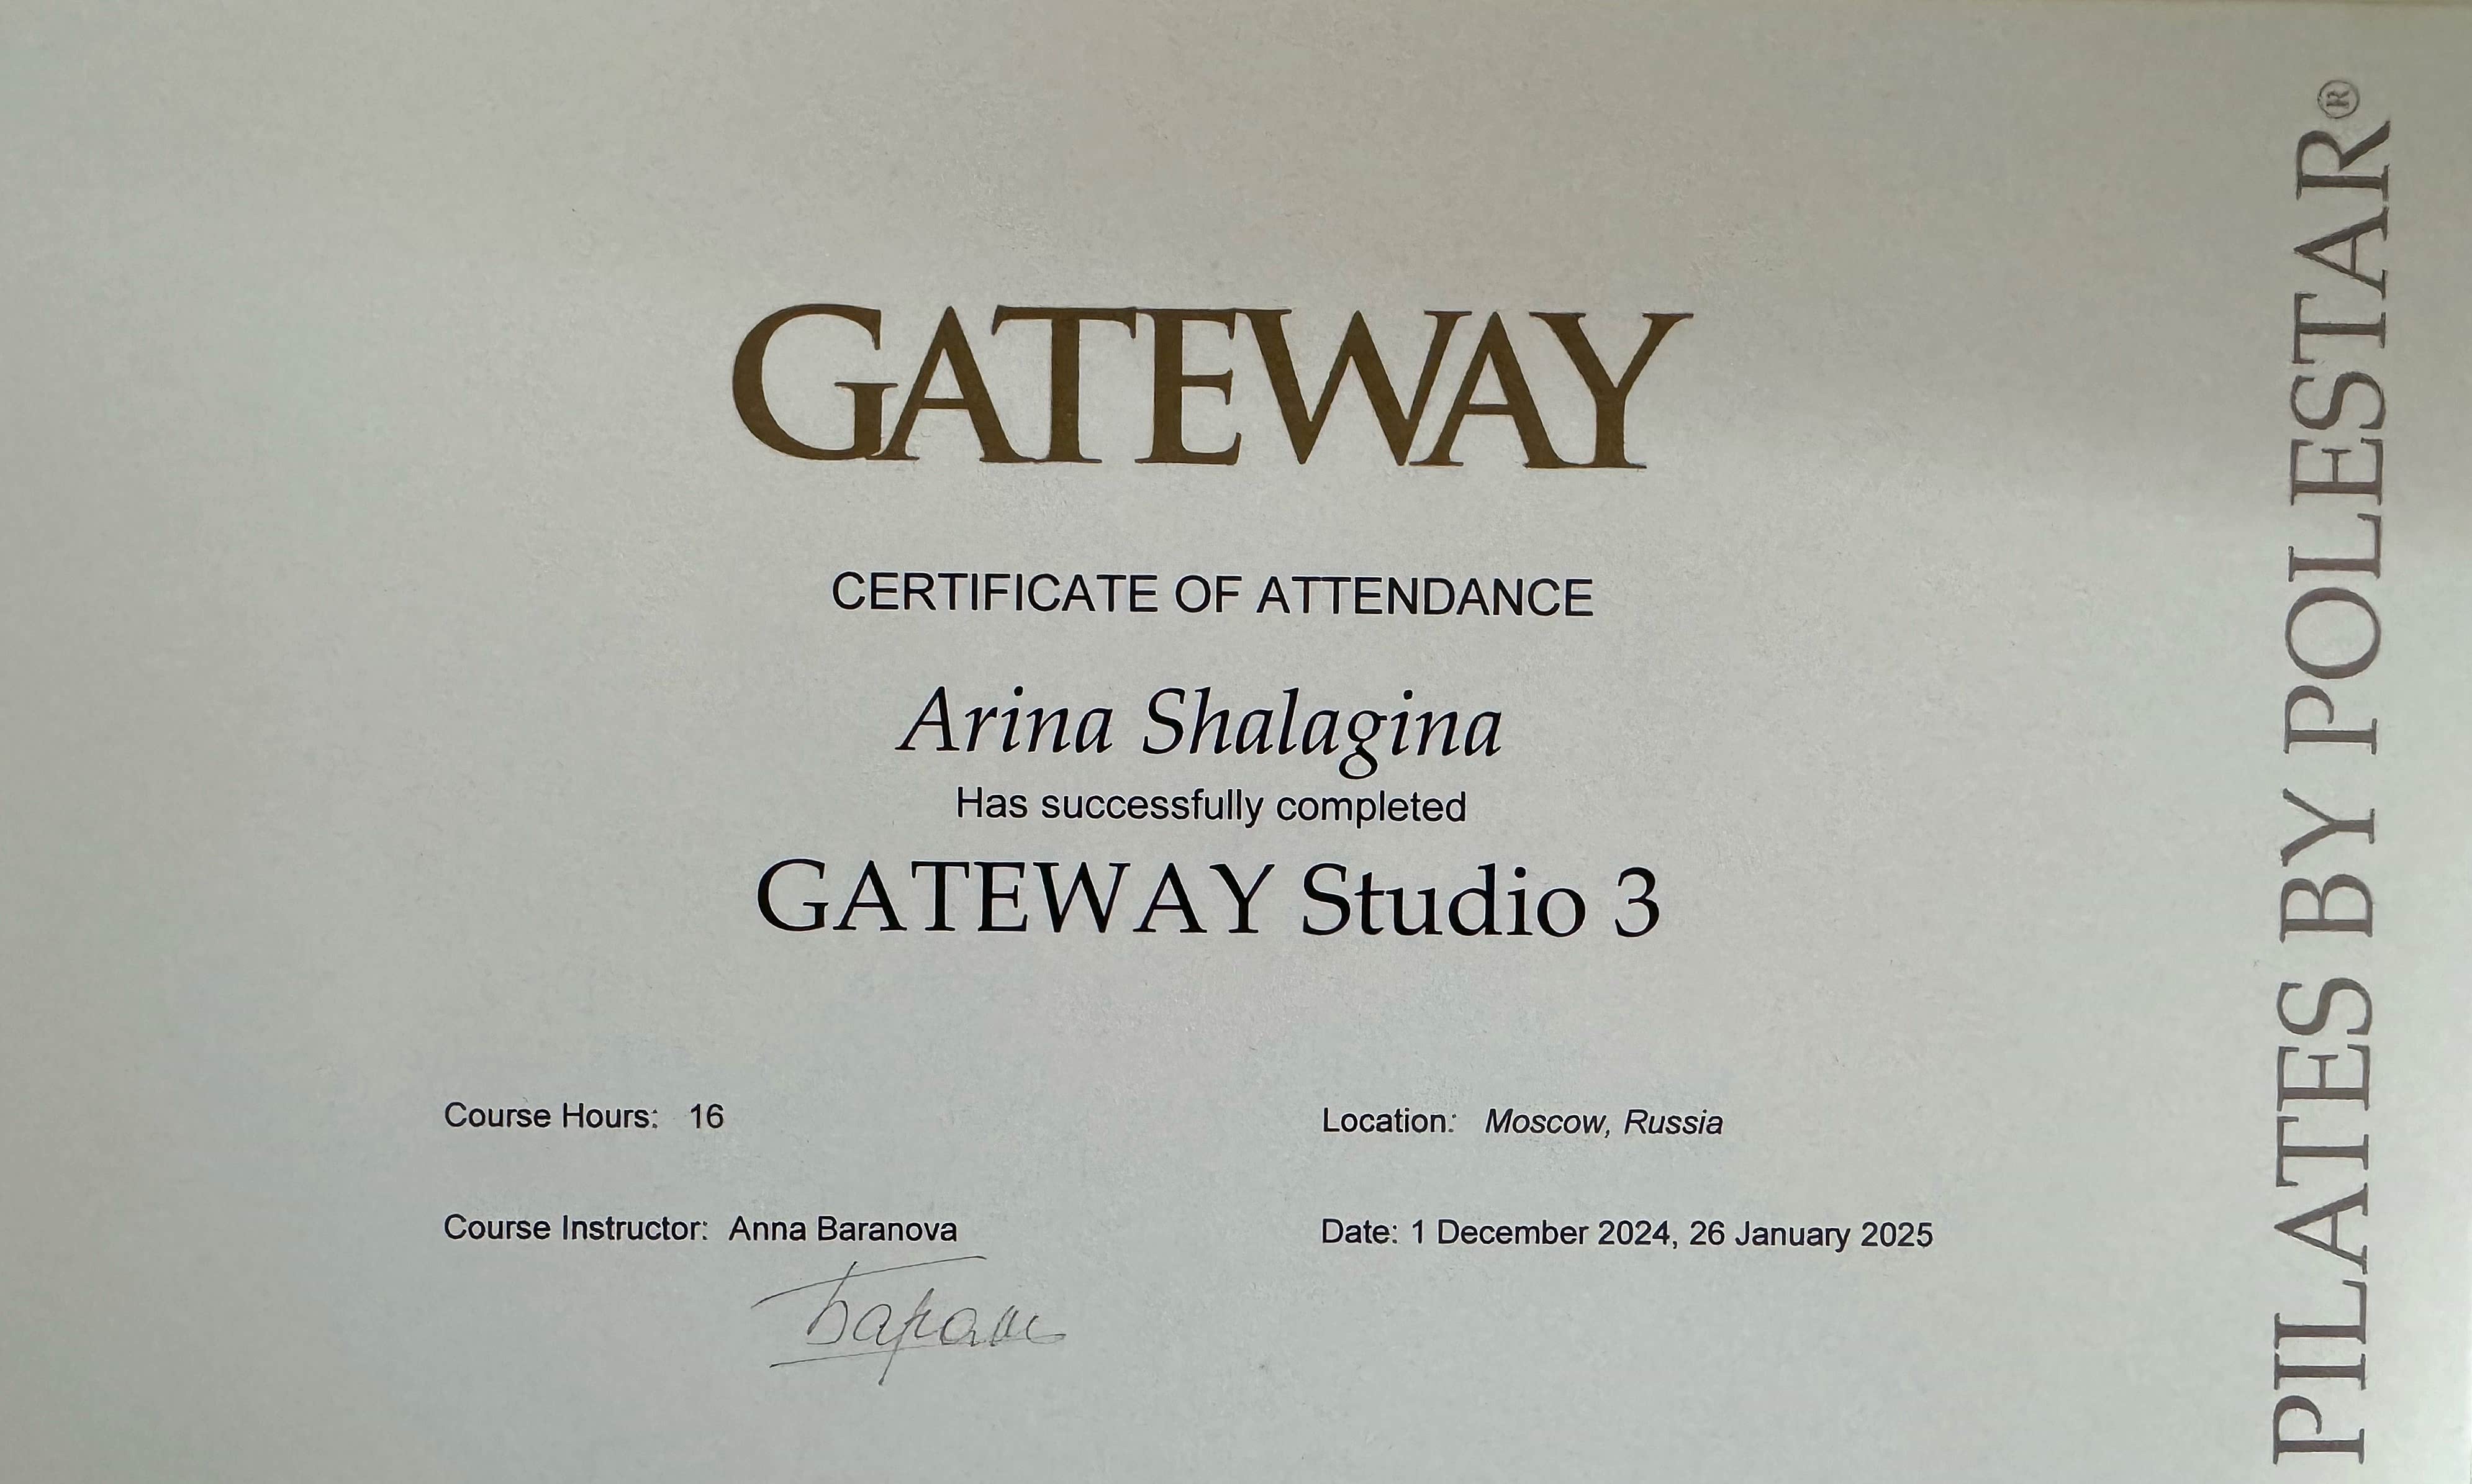 GATEWAY
CERTIFICATE OF ATTENDANCE
Arina Shalagina
Has successfully completed
GATEWAY Studio 3
Course Hours: 16
Location: Moscow, Russia
Course Instructor: Anna Baranova
Date: 1 December 2024, 26 January 2025
PILATES BY POLESTAR®